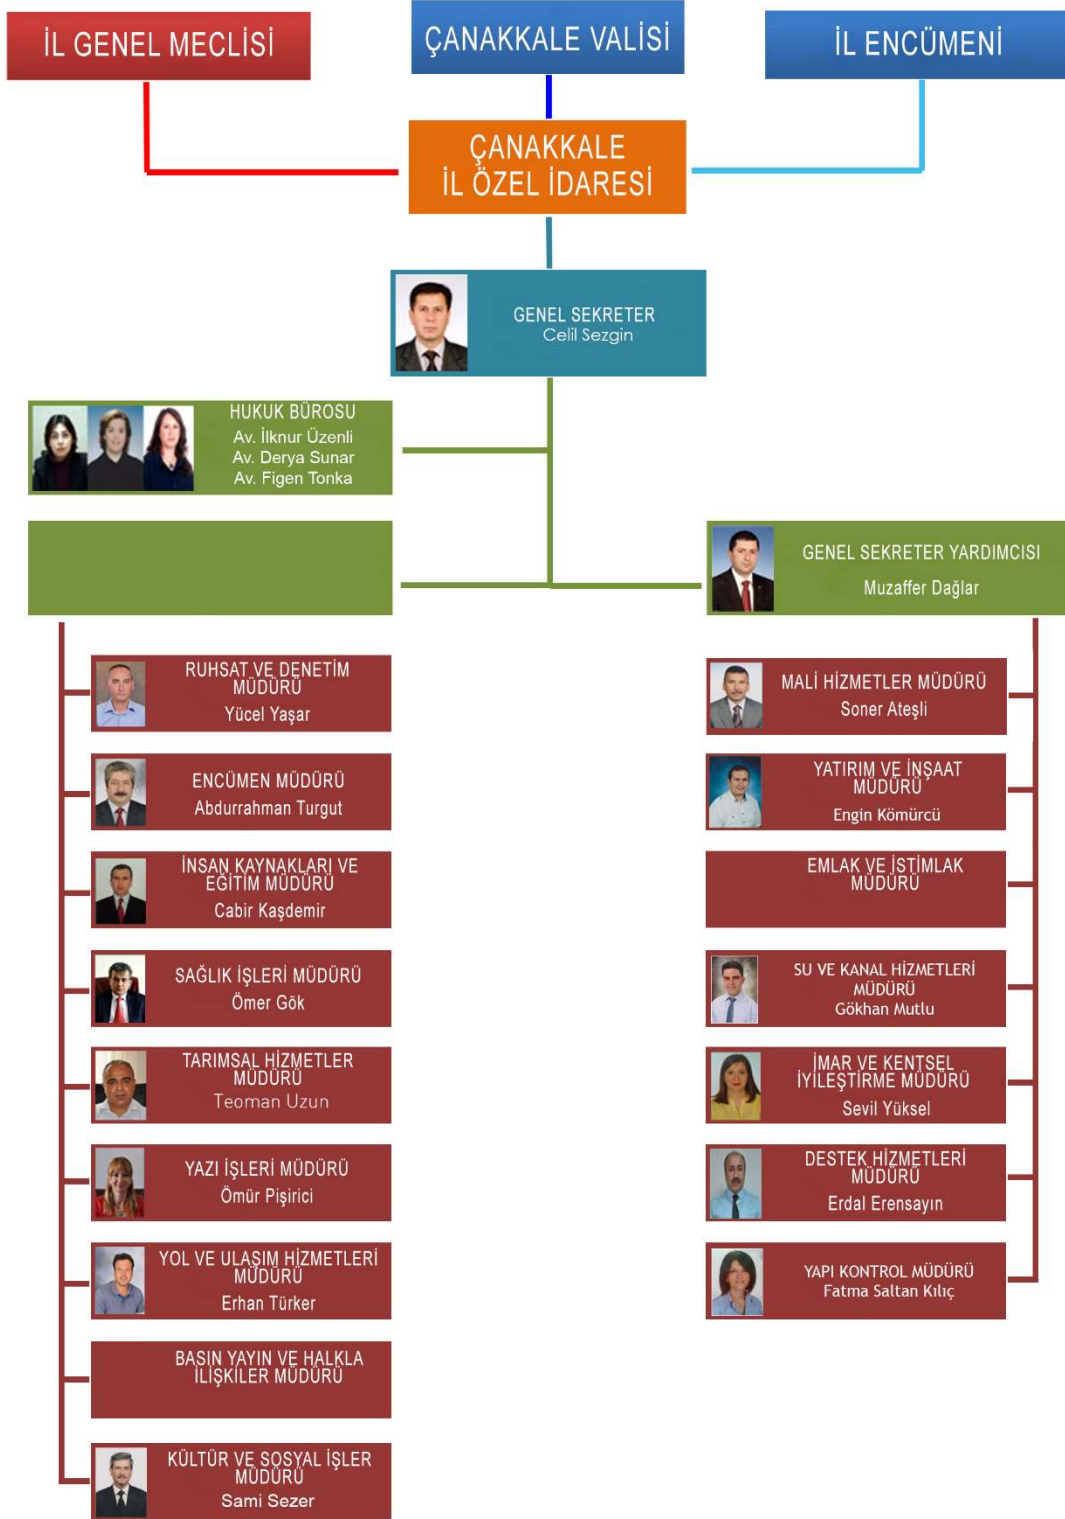 İL GENEL MECLİSİ
ÇANAKKALE VALİSİ
İL ENCÜMENİ
ÇANAKKALE
İL ÖZEL İDARESİ
GENEL SEKRETER
Celil Sezgin
HUKUK BÜROSU
Av. İlknur Üzenli
Av. Derya Sunar
Av. Figen Tonka
GENEL SEKRETER YARDIMCISI
Muzaffer Dağlar
RUHSAT VE DENETİM
MÜDÜRÜ
Yücel Yaşar
ENCÜMEN MÜDÜRÜ
Abdurrahman Turgut
İNSAN KAYNAKLARI VE
EĞİTİM MÜDÜRÜ
Cabir Kaşdemir
SAĞLIK İŞLERİ MÜDÜRÜ
Ömer Gök
TARIMSAL HİZMETLER
MÜDÜRÜ
Teoman Uzun
YAZI İŞLERİ MÜDÜRÜ
Ömür Pişirici
YOL VE ULAŞIM HİZMETLERİ
MÜDÜRÜ
Erhan Türker
BASIN YAYIN VE HALKLA
İLİŞKİLER MÜDÜRÜ
KÜLTÜR VE SOSYAL İŞLER
MÜDÜRÜ
Sami Sezer
MALİ HİZMETLER MÜDÜRÜ
Soner Ateşli
YATIRIM VE İNŞAAT
MÜDÜRÜ
Engin Kömürcü
EMLAK VE İSTİMLAK
MÜDÜRÜ
SU VE KANAL HİZMETLERİ
MÜDÜRÜ
Gökhan Mutlu
İMAR VE KENTSEL
İYİLEŞTİRME MÜDÜRÜ
Sevil Yüksel
DESTEK HİZMETLERİ
MÜDÜRÜ
Erdal Erensayın
YAPI KONTROL MÜDÜRÜ
Fatma Saltan Kılıç